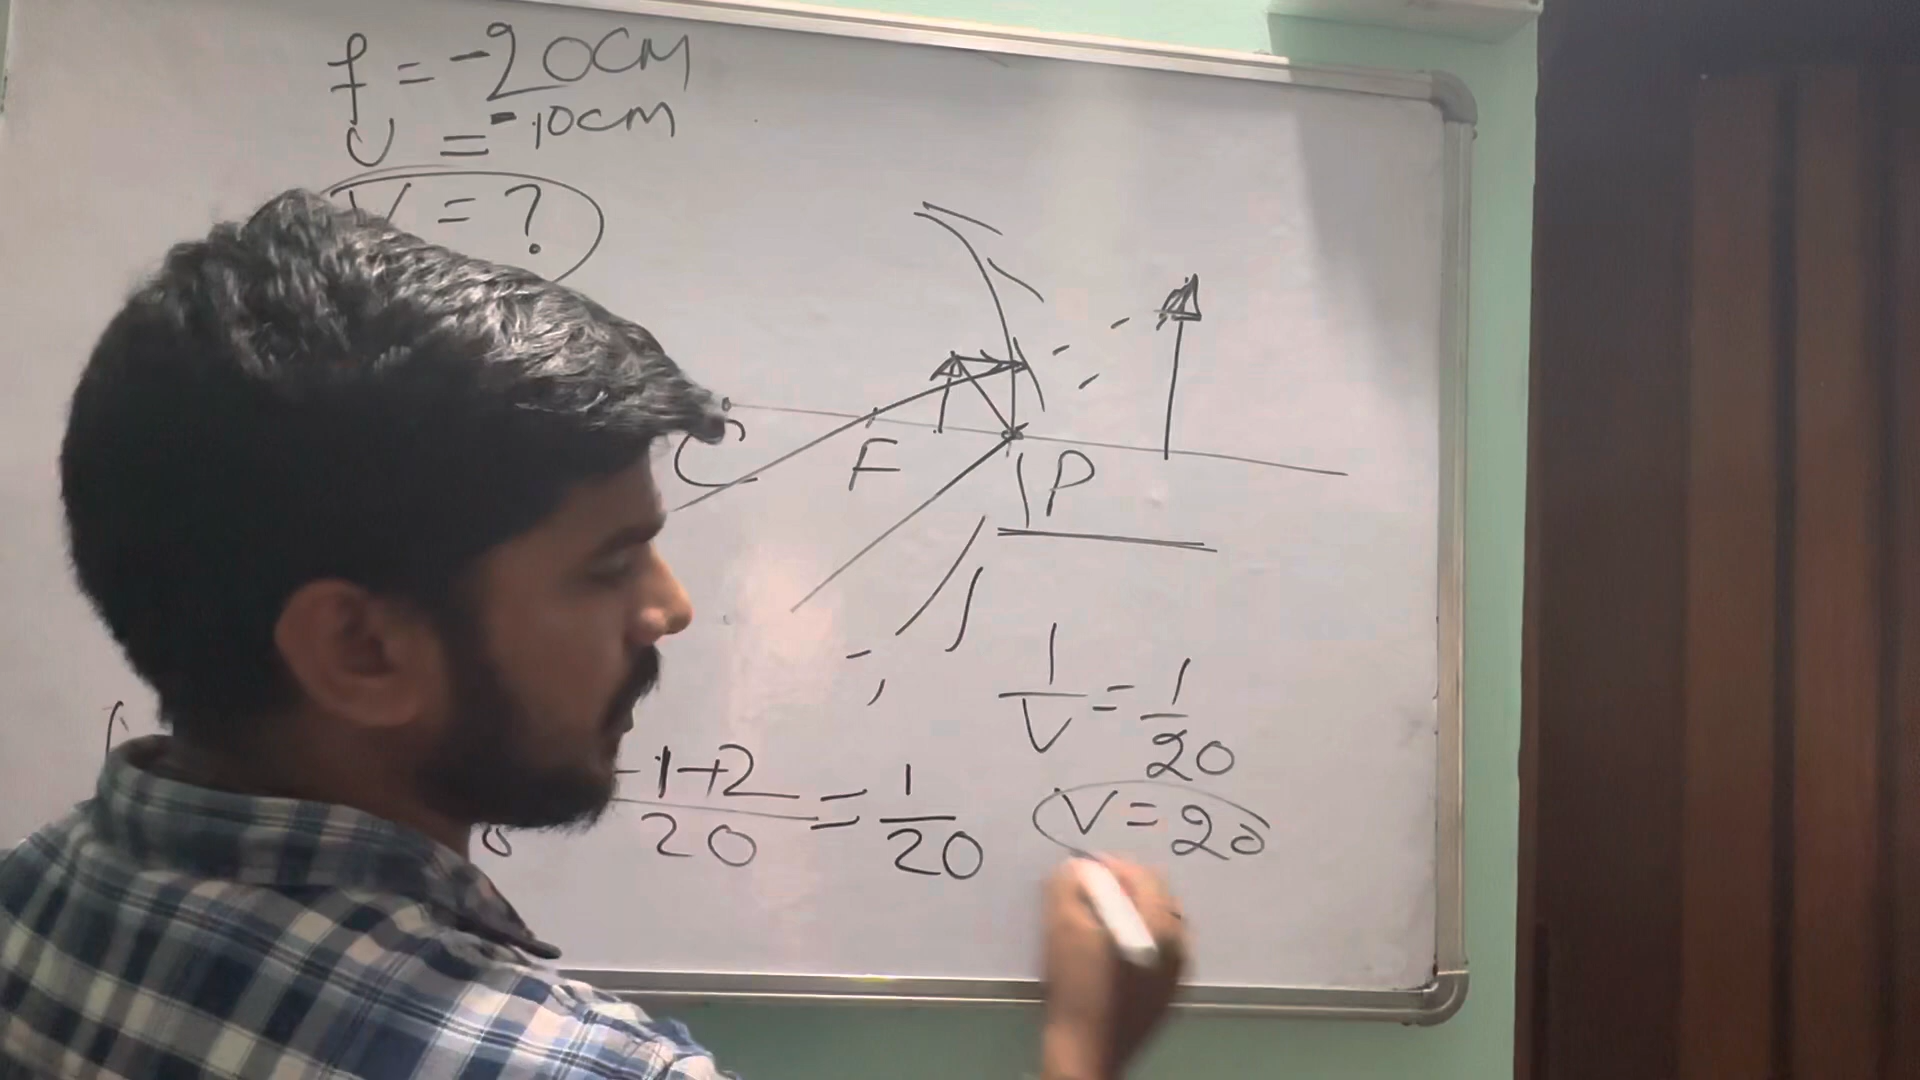 f = -20cm
U = -10cm
V = ?
C F P
1/V = 1/20
-1+2/20 = 1/20
V = 20